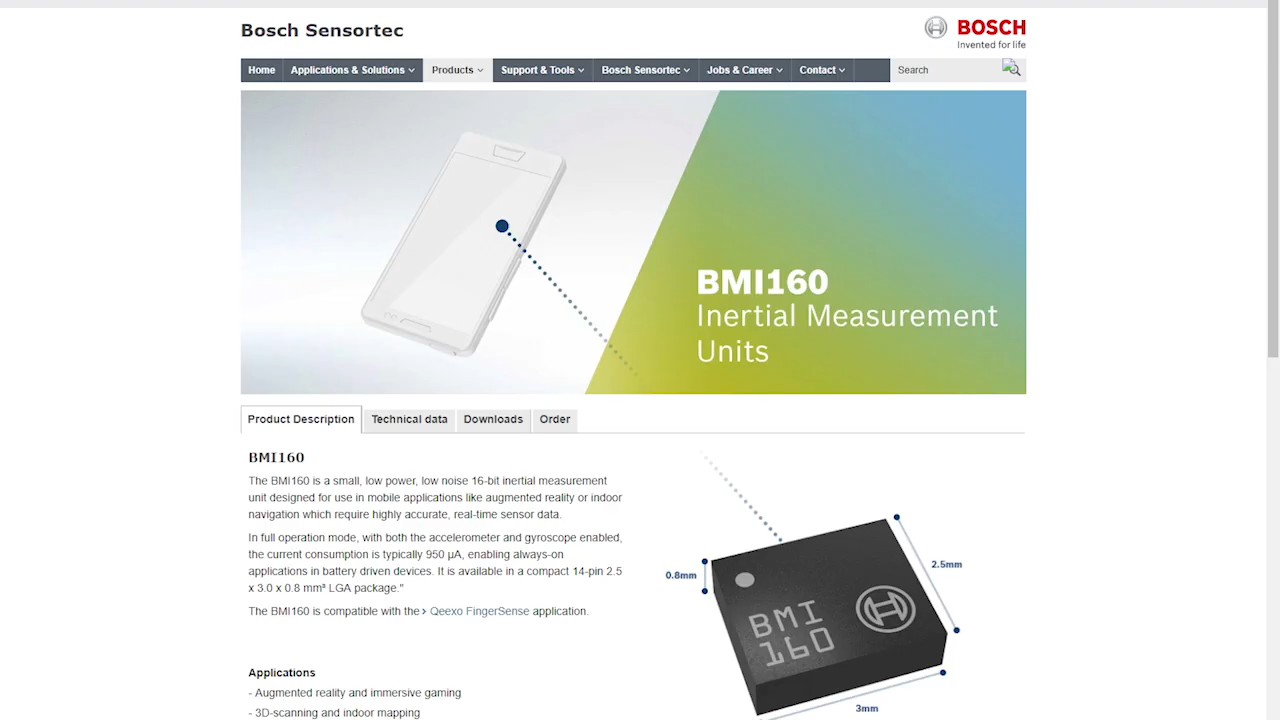 Bosch Sensortec
BOSCH
Invented for life
Home Applications & Solutions Products Support & Tools Bosch Sensortec Jobs & Career Contact Search
BMI160
Inertial Measurement
Units
Product Description Technical data Downloads Order
BMI160
The BMI160 is a small, low power, low noise 16-bit inertial measurement
unit designed for use in mobile applications like augmented reality or indoor
navigation which require highly accurate, real-time sensor data.
In full operation mode, with both the accelerometer and gyroscope enabled,
the current consumption is typically 950 µA, enabling always-on
applications in battery driven devices. It is available in a compact 14-pin 2.5
x 3.0 x 0.8 mm³ LGA package."
The BMI160 is compatible with the › Qeexo FingerSense application.
Applications
- Augmented reality and immersive gaming
- 3D-scanning and indoor mapping
0.8mm
2.5mm
BMI
160
3mm